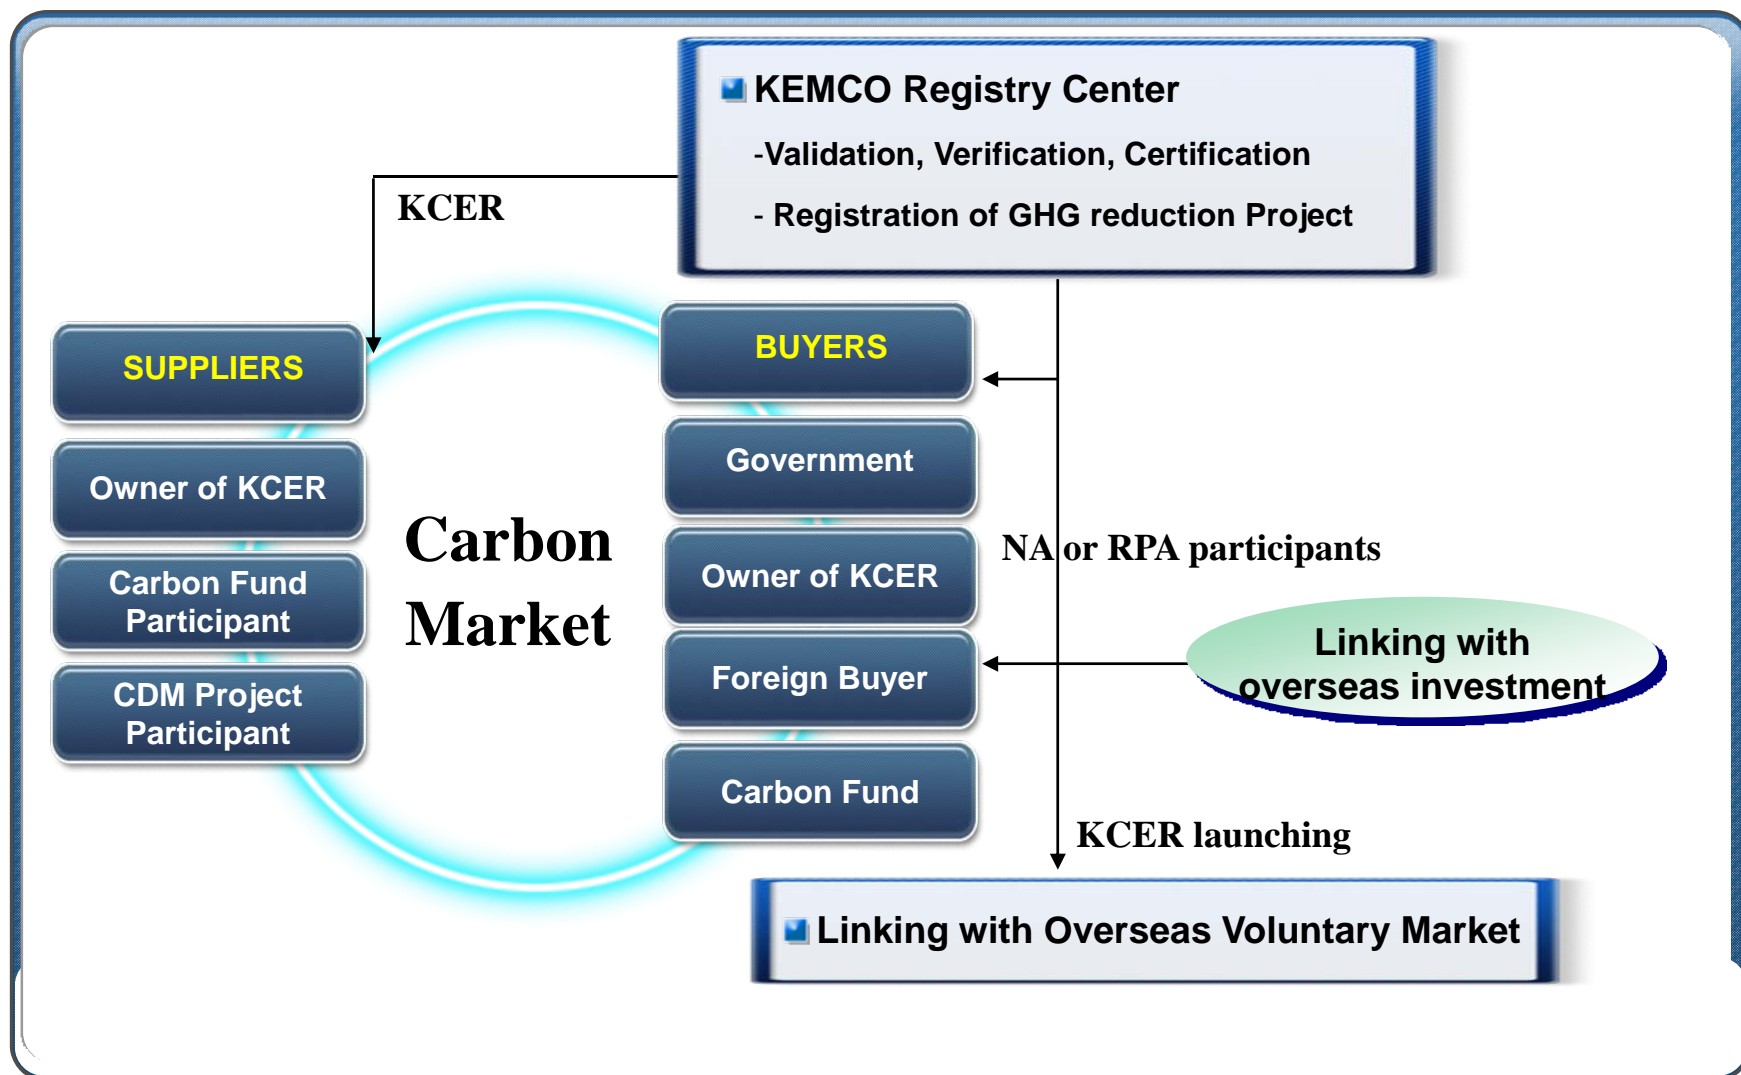 KEMCO Registry Center
-Validation, Verification, Certification
- Registration of GHG reduction Project
KCER
SUPPLIERS
Owner of KCER
Carbon Fund
Participant
CDM Project
Participant
Carbon
Market
BUYERS
Government
Owner of KCER
Foreign Buyer
Carbon Fund
NA or RPA participants
Linking with
overseas investment
KCER launching
Linking with Overseas Voluntary Market